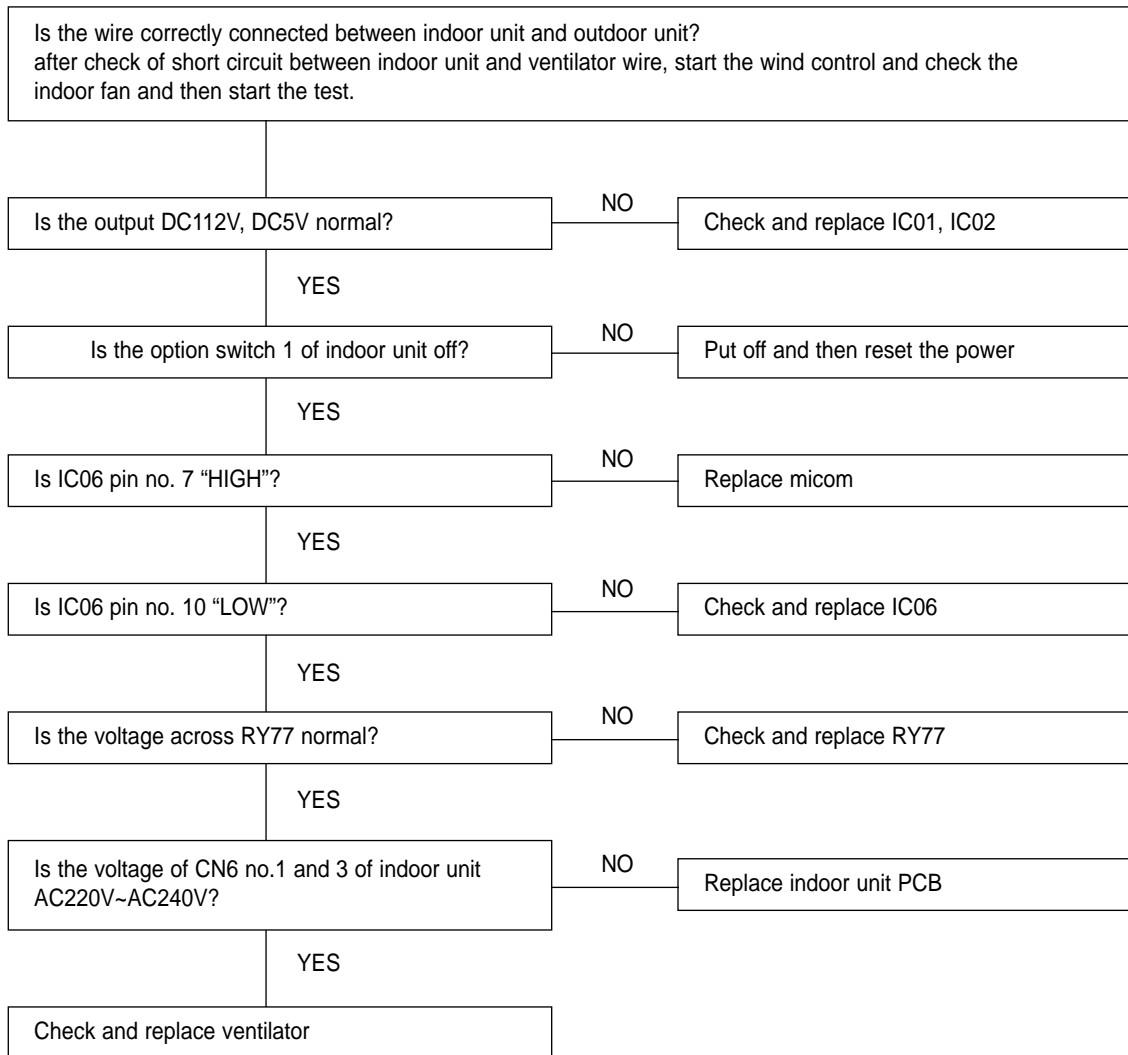 Is the wire correctly connected between indoor unit and outdoor unit?
after check of short circuit between indoor unit and ventilator wire, start the wind control and check the
indoor fan and then start the test.
Is the output DC112V, DC5V normal?
NO
Check and replace IC01, IC02
YES
Is the option switch 1 of indoor unit off?
NO
Put off and then reset the power
YES
Is IC06 pin no. 7 “HIGH”?
NO
Replace micom
YES
Is IC06 pin no. 10 “LOW”?
NO
Check and replace IC06
YES
Is the voltage across RY77 normal?
NO
Check and replace RY77
YES
Is the voltage of CN6 no.1 and 3 of indoor unit
AC220V~AC240V?
NO
Replace indoor unit PCB
YES
Check and replace ventilator